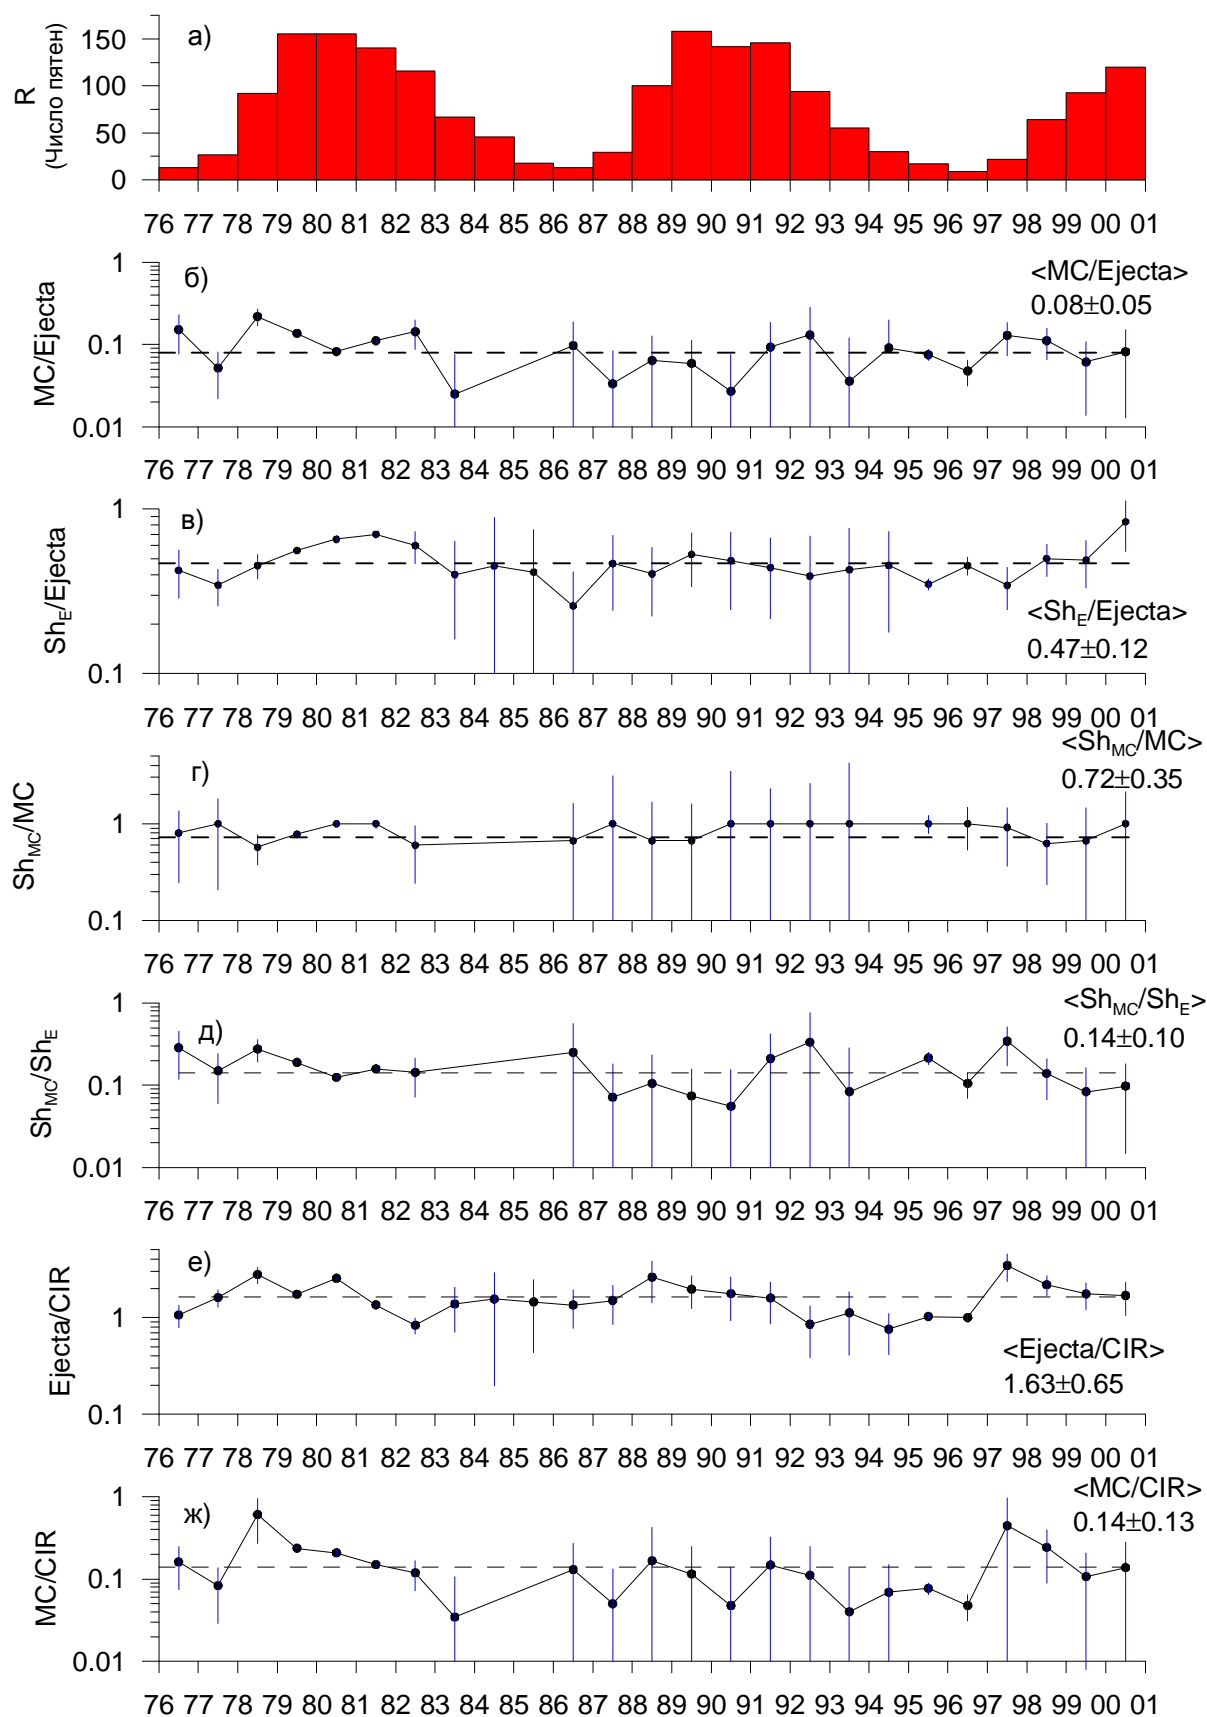 а)
R
(Число пятен)
150
100
50
0
76 77 78 79 80 81 82 83 84 85 86 87 88 89 90 91 92 93 94 95 96 97 98 99 00 01
б)
<MC/Ejecta>
0.08±0.05
MC/Ejecta
1
0.1
0.01
76 77 78 79 80 81 82 83 84 85 86 87 88 89 90 91 92 93 94 95 96 97 98 99 00 01
в)
Sh_E/Ejecta
1
0.1
<Sh_E/Ejecta>
0.47±0.12
76 77 78 79 80 81 82 83 84 85 86 87 88 89 90 91 92 93 94 95 96 97 98 99 00 01
<Sh_MC/MC>
0.72±0.35
г)
Sh_MC/MC
1
0.1
76 77 78 79 80 81 82 83 84 85 86 87 88 89 90 91 92 93 94 95 96 97 98 99 00 01
<Sh_MC/Sh_E>
0.14±0.10
д)
Sh_MC/Sh_E
1
0.1
0.01
76 77 78 79 80 81 82 83 84 85 86 87 88 89 90 91 92 93 94 95 96 97 98 99 00 01
е)
Ejecta/CIR
1
0.1
<Ejecta/CIR>
1.63±0.65
76 77 78 79 80 81 82 83 84 85 86 87 88 89 90 91 92 93 94 95 96 97 98 99 00 01
<MC/CIR>
0.14±0.13
ж)
MC/CIR
1
0.1
0.01
76 77 78 79 80 81 82 83 84 85 86 87 88 89 90 91 92 93 94 95 96 97 98 99 00 01